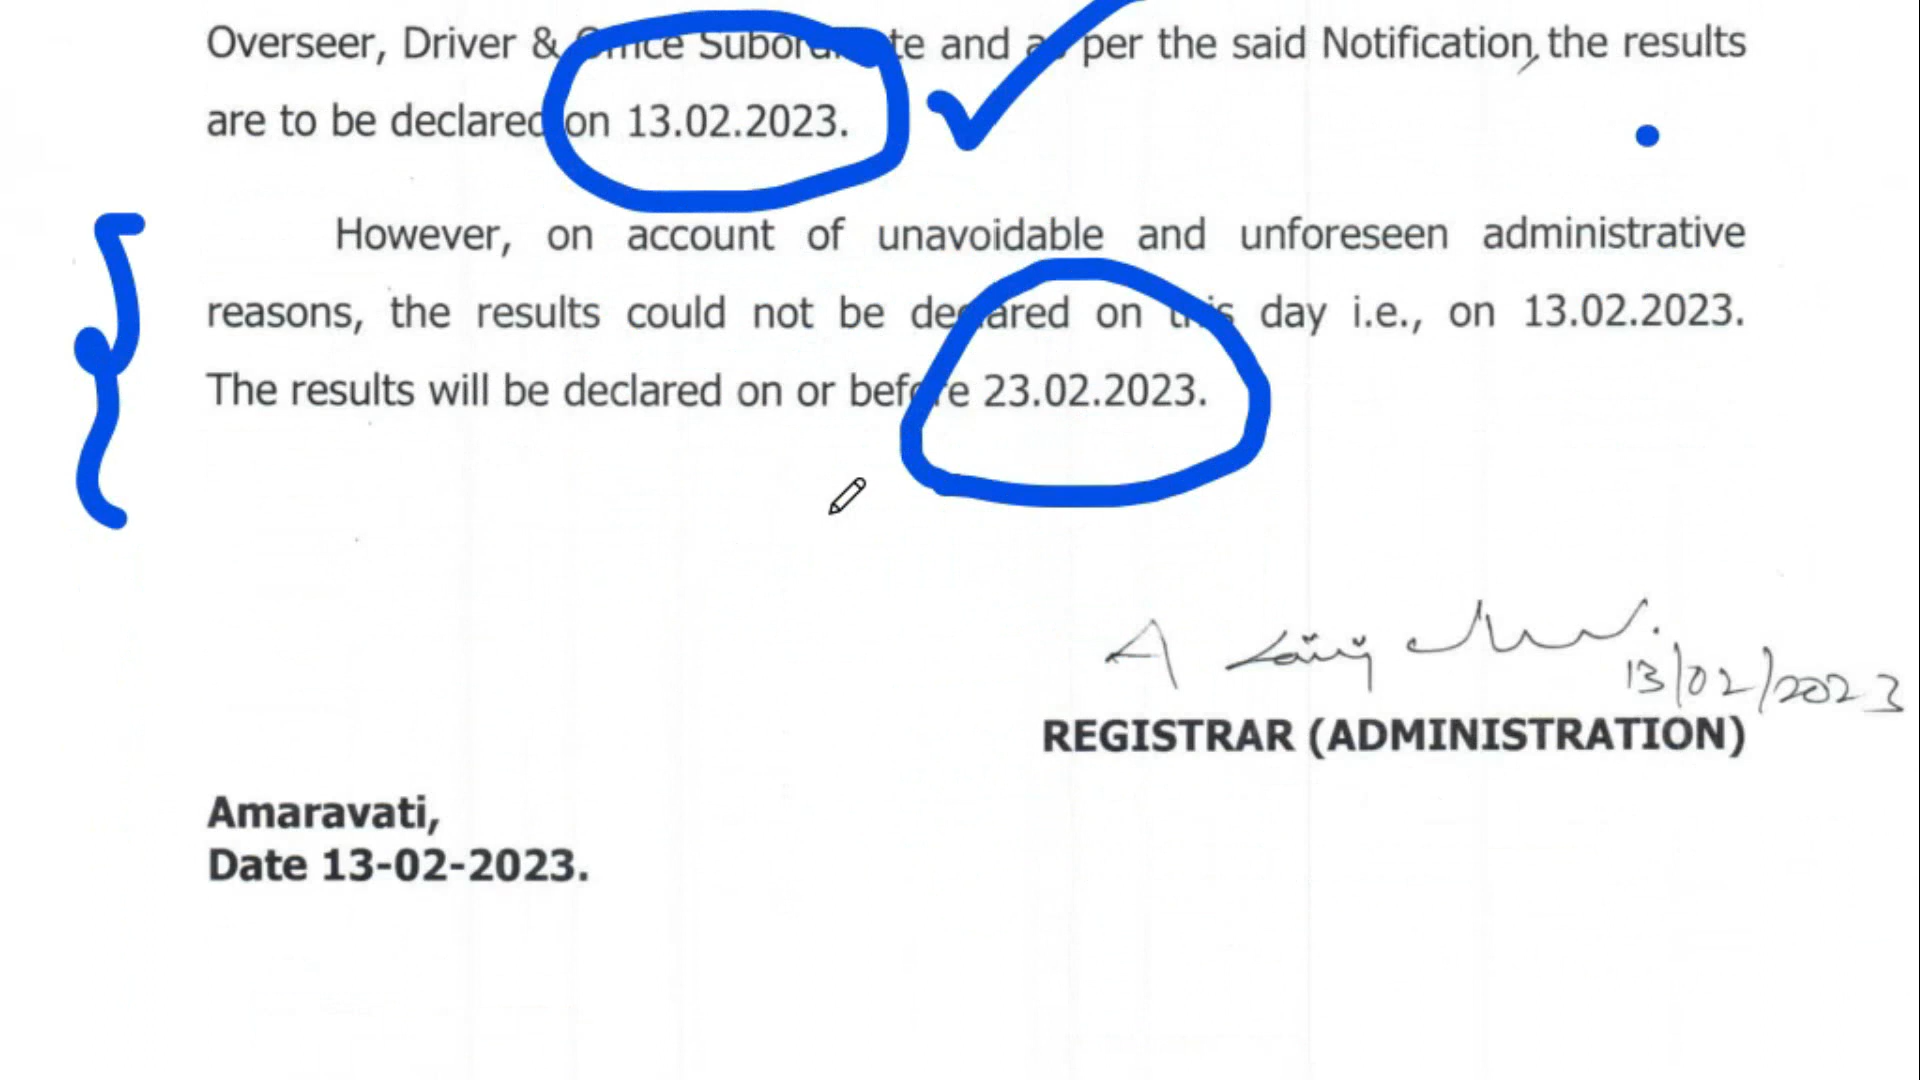 Overseer, Driver & Office Subordinate and as per the said Notification, the results
are to be declared on 13.02.2023.
However, on account of unavoidable and unforeseen administrative
reasons, the results could not be declared on this day i.e., on 13.02.2023.
The results will be declared on or before 23.02.2023.
13/02/2023
REGISTRAR (ADMINISTRATION)
Amaravati,
Date 13-02-2023.